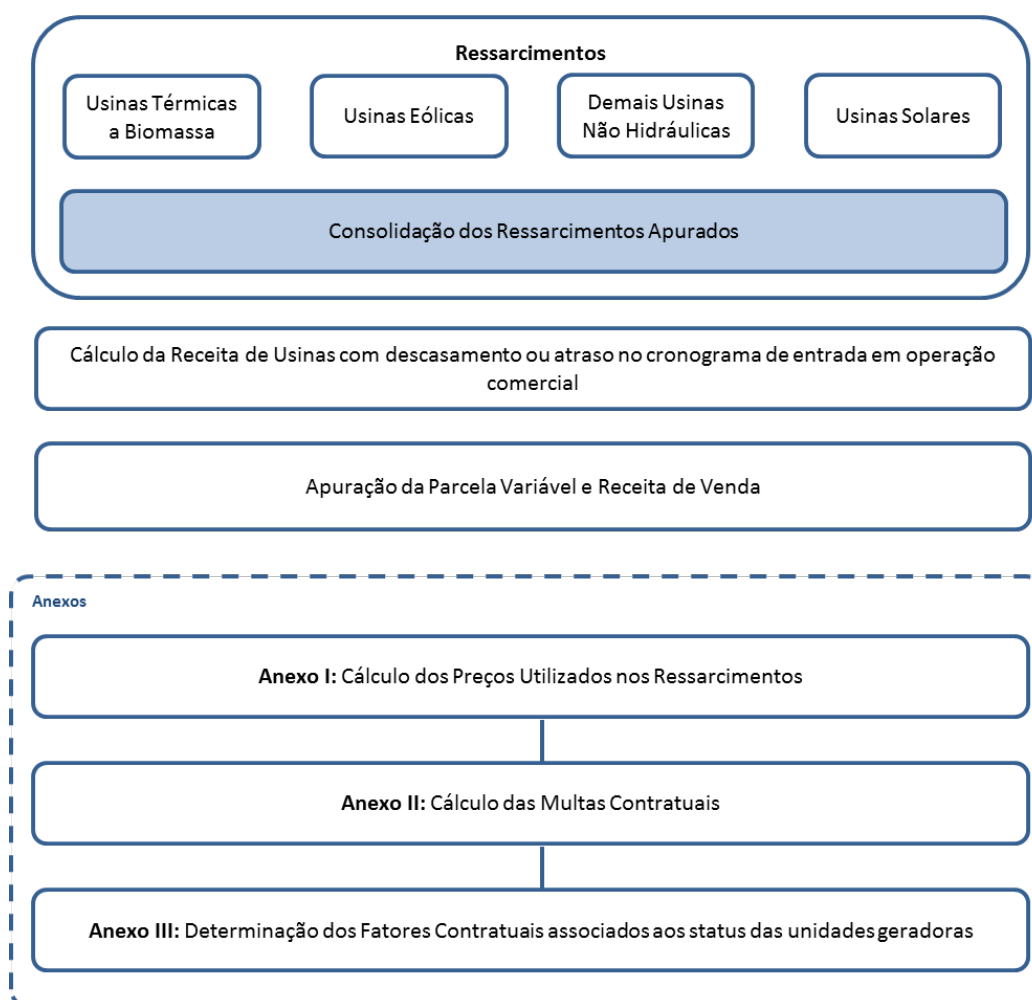 Ressarcimentos
Usinas Térmicas
a Biomassa
Usinas Eólicas
Demais Usinas
Não Hidráulicas
Usinas Solares
Consolidação dos Ressarcimentos Apurados
Cálculo da Receita de Usinas com descasamento ou atraso no cronograma de entrada em operação
comercial
Apuração da Parcela Variável e Receita de Venda
Anexos
Anexo I: Cálculo dos Preços Utilizados nos Ressarcimentos
Anexo II: Cálculo das Multas Contratuais
Anexo III: Determinação dos Fatores Contratuais associados aos status das unidades geradoras